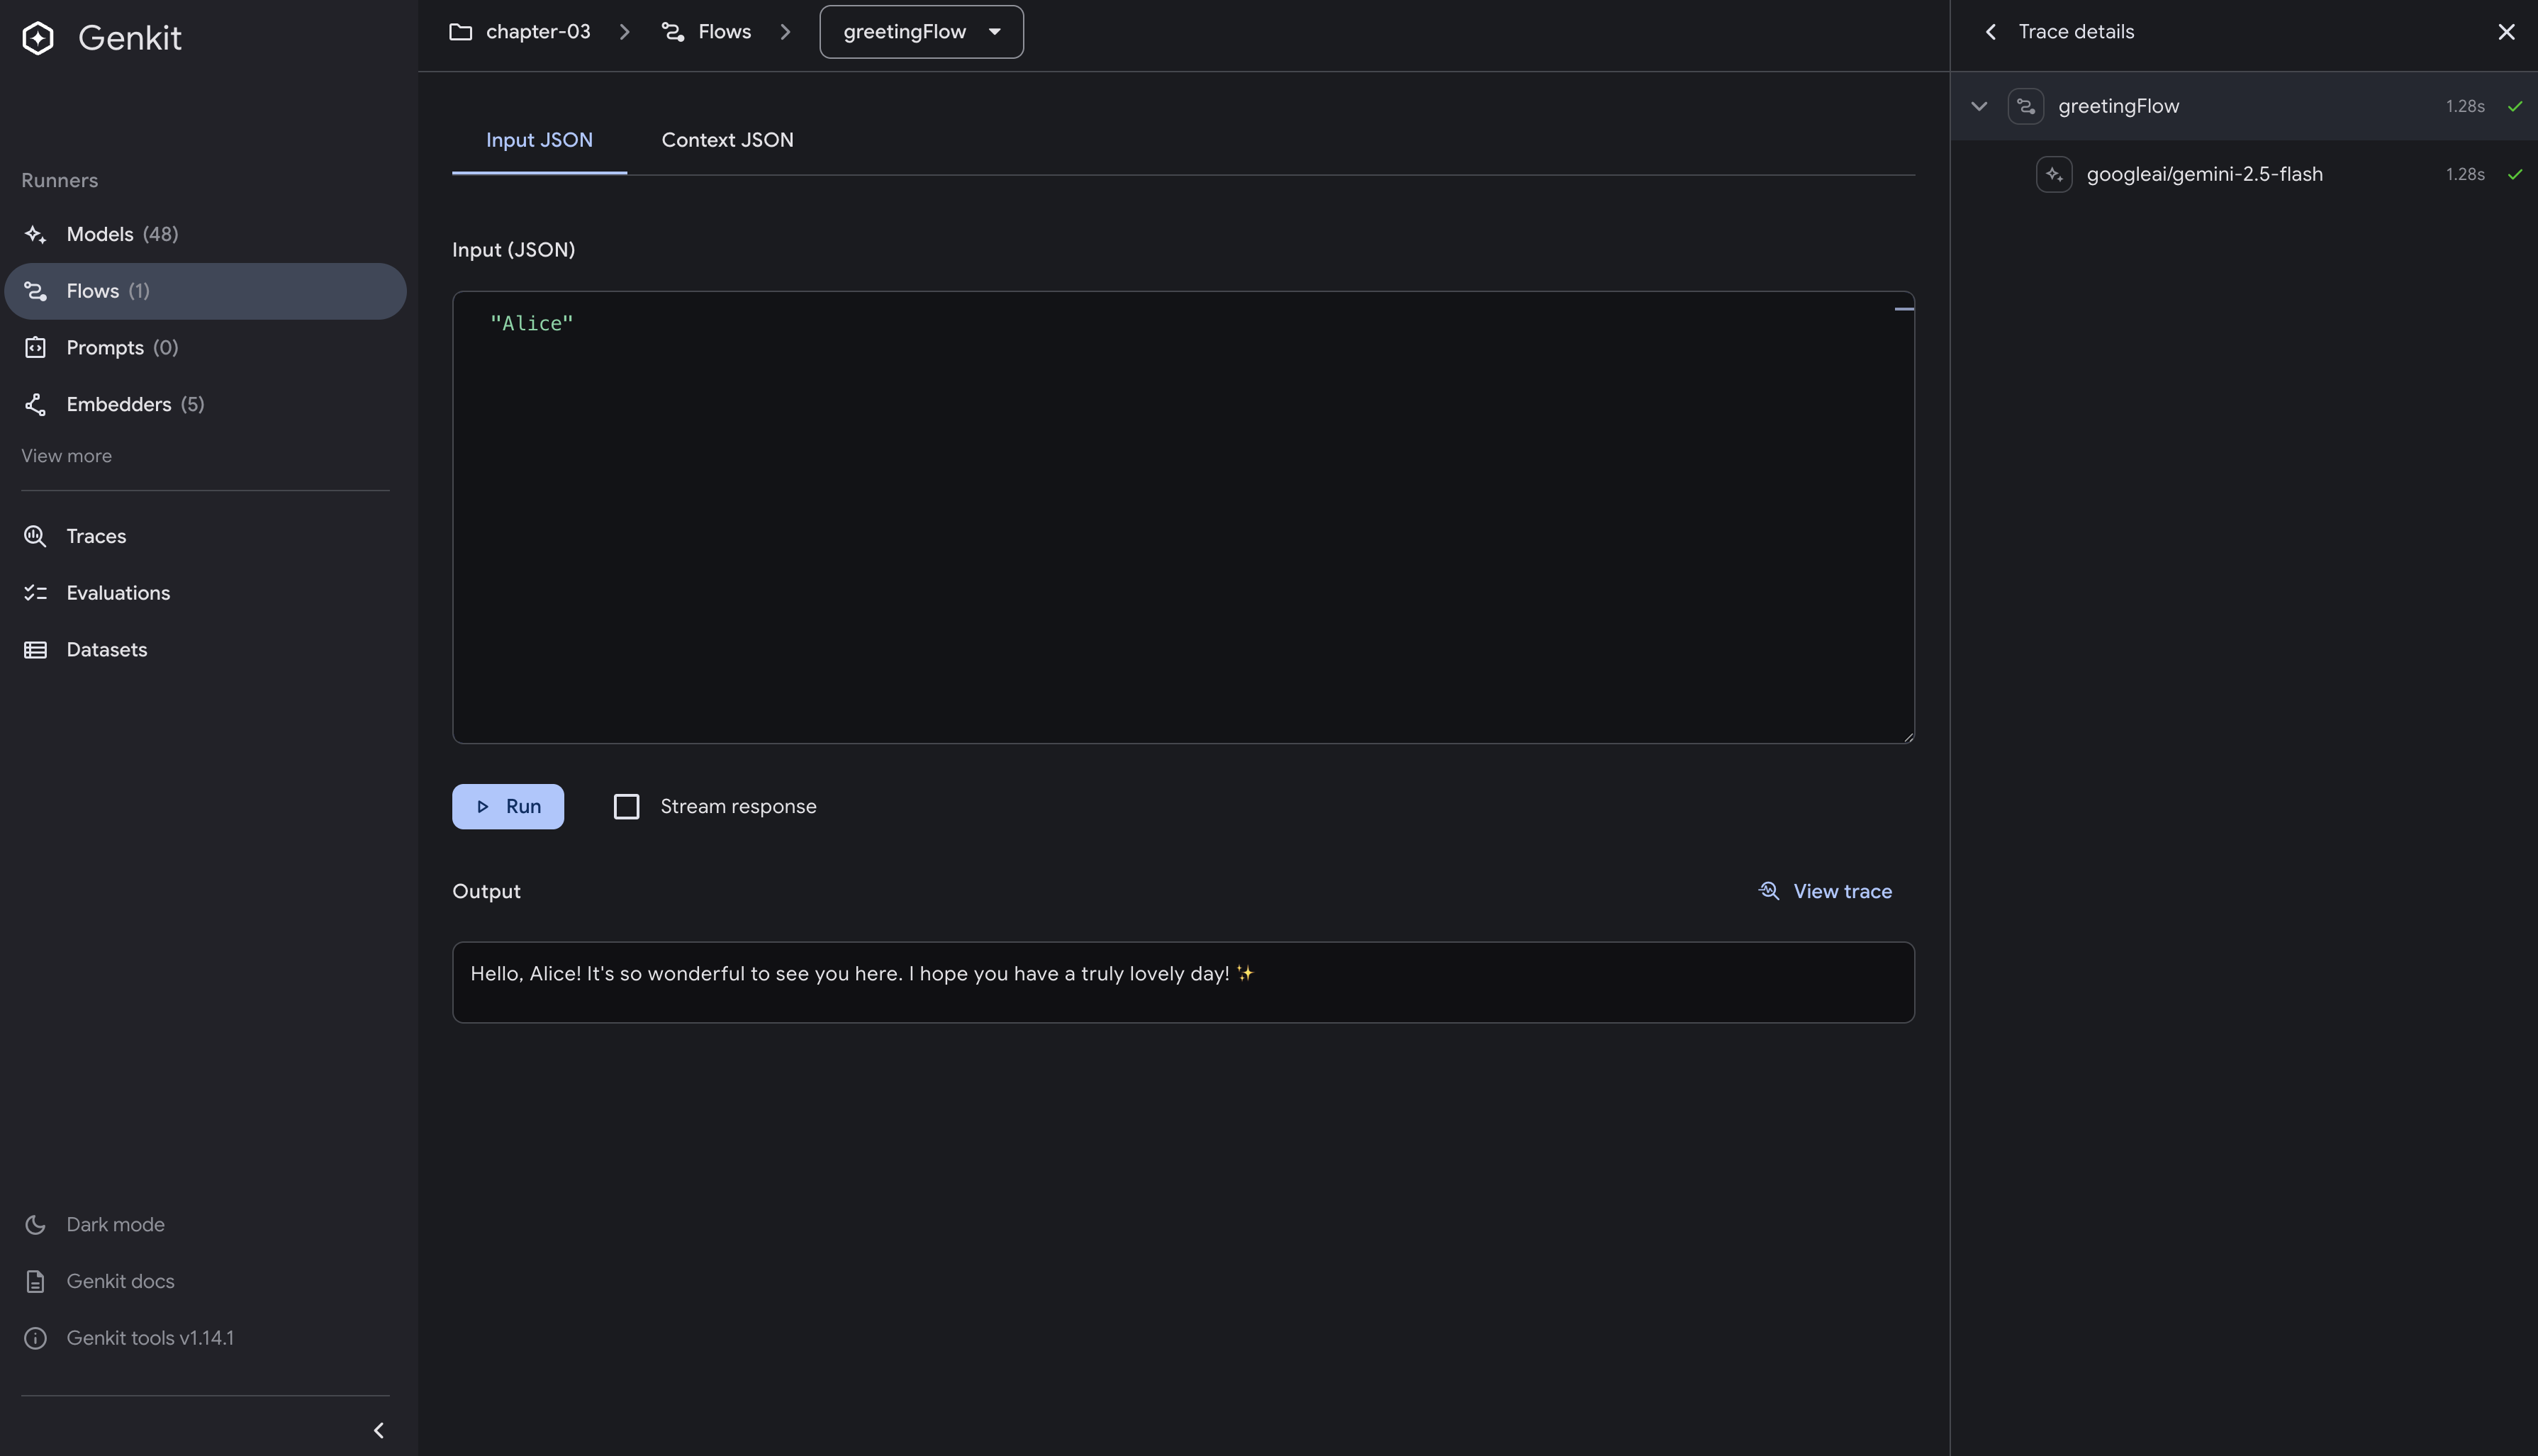 Genkit
Runners
Models (48)
Flows (1)
Prompts (0)
Embedders (5)
View more
Traces
Evaluations
Datasets
Dark mode
Genkit docs
Genkit tools v1.14.1
chapter-03 Flows greetingFlow
Input JSON Context JSON
Input (JSON)
"Alice"
Run Stream response
Output View trace
Hello, Alice! It's so wonderful to see you here. I hope you have a truly lovely day! ✨
Trace details
greetingFlow 1.28s
googleai/gemini-2.5-flash 1.28s